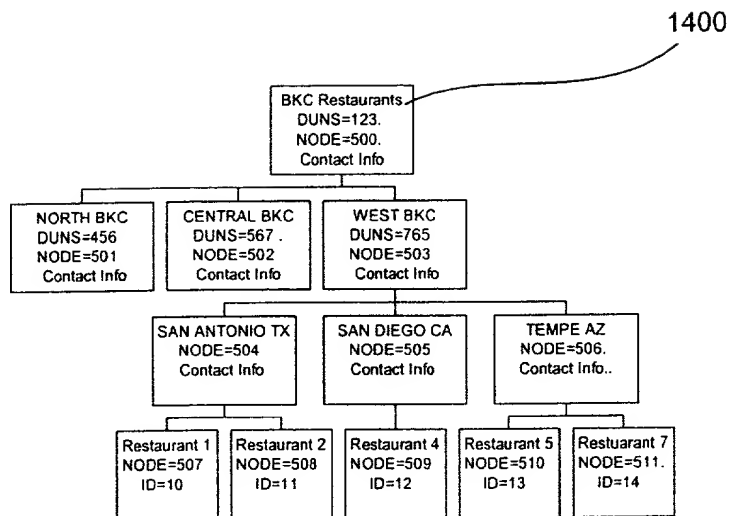 1400
BKC Restaurants
DUNS=123.
NODE=500.
Contact Info
NORTH BKC
DUNS=456
NODE=501
Contact Info
CENTRAL BKC
DUNS=567 .
NODE=502
Contact Info
WEST BKC
DUNS=765
NODE=503
Contact Info
SAN ANTONIO TX
NODE=504
Contact Info
SAN DIEGO CA
NODE=505
Contact Info
TEMPE AZ
NODE=506.
Contact Info..
Restaurant 1
NODE=507
ID=10
Restaurant 2
NODE=508
ID=11
Restaurant 4
NODE=509
ID=12
Restaurant 5
NODE=510
ID=13
Restuarant 7
NODE=511.
ID=14